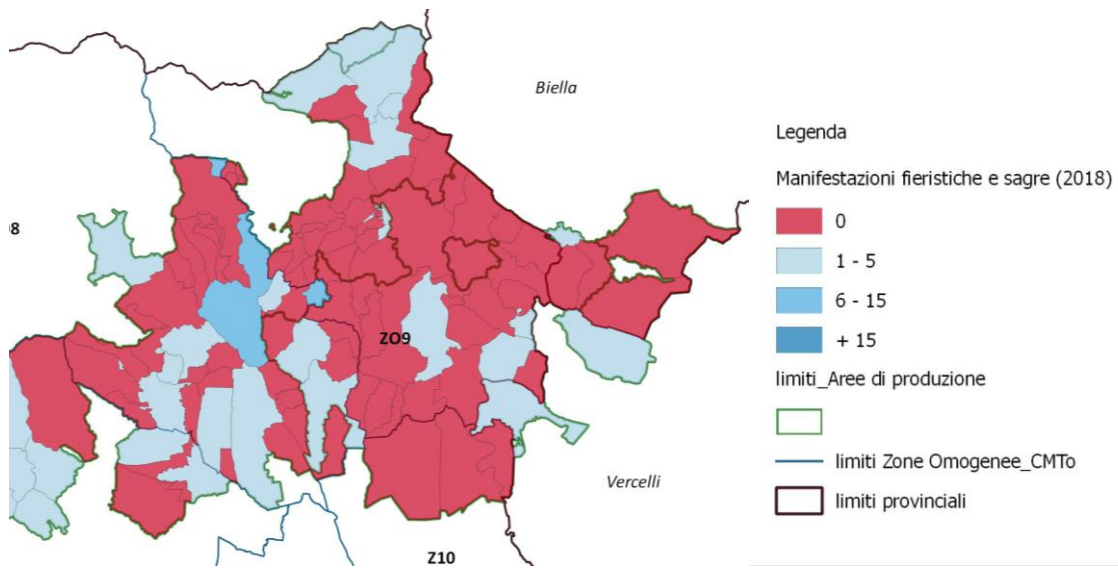 Biella
8
ZO9
Vercelli
Z10
Legenda
Manifestazioni fieristiche e sagre (2018)
0
1 - 5
6 - 15
+ 15
limiti_Aree di produzione
limiti Zone Omogenee_CMTo
limiti provinciali